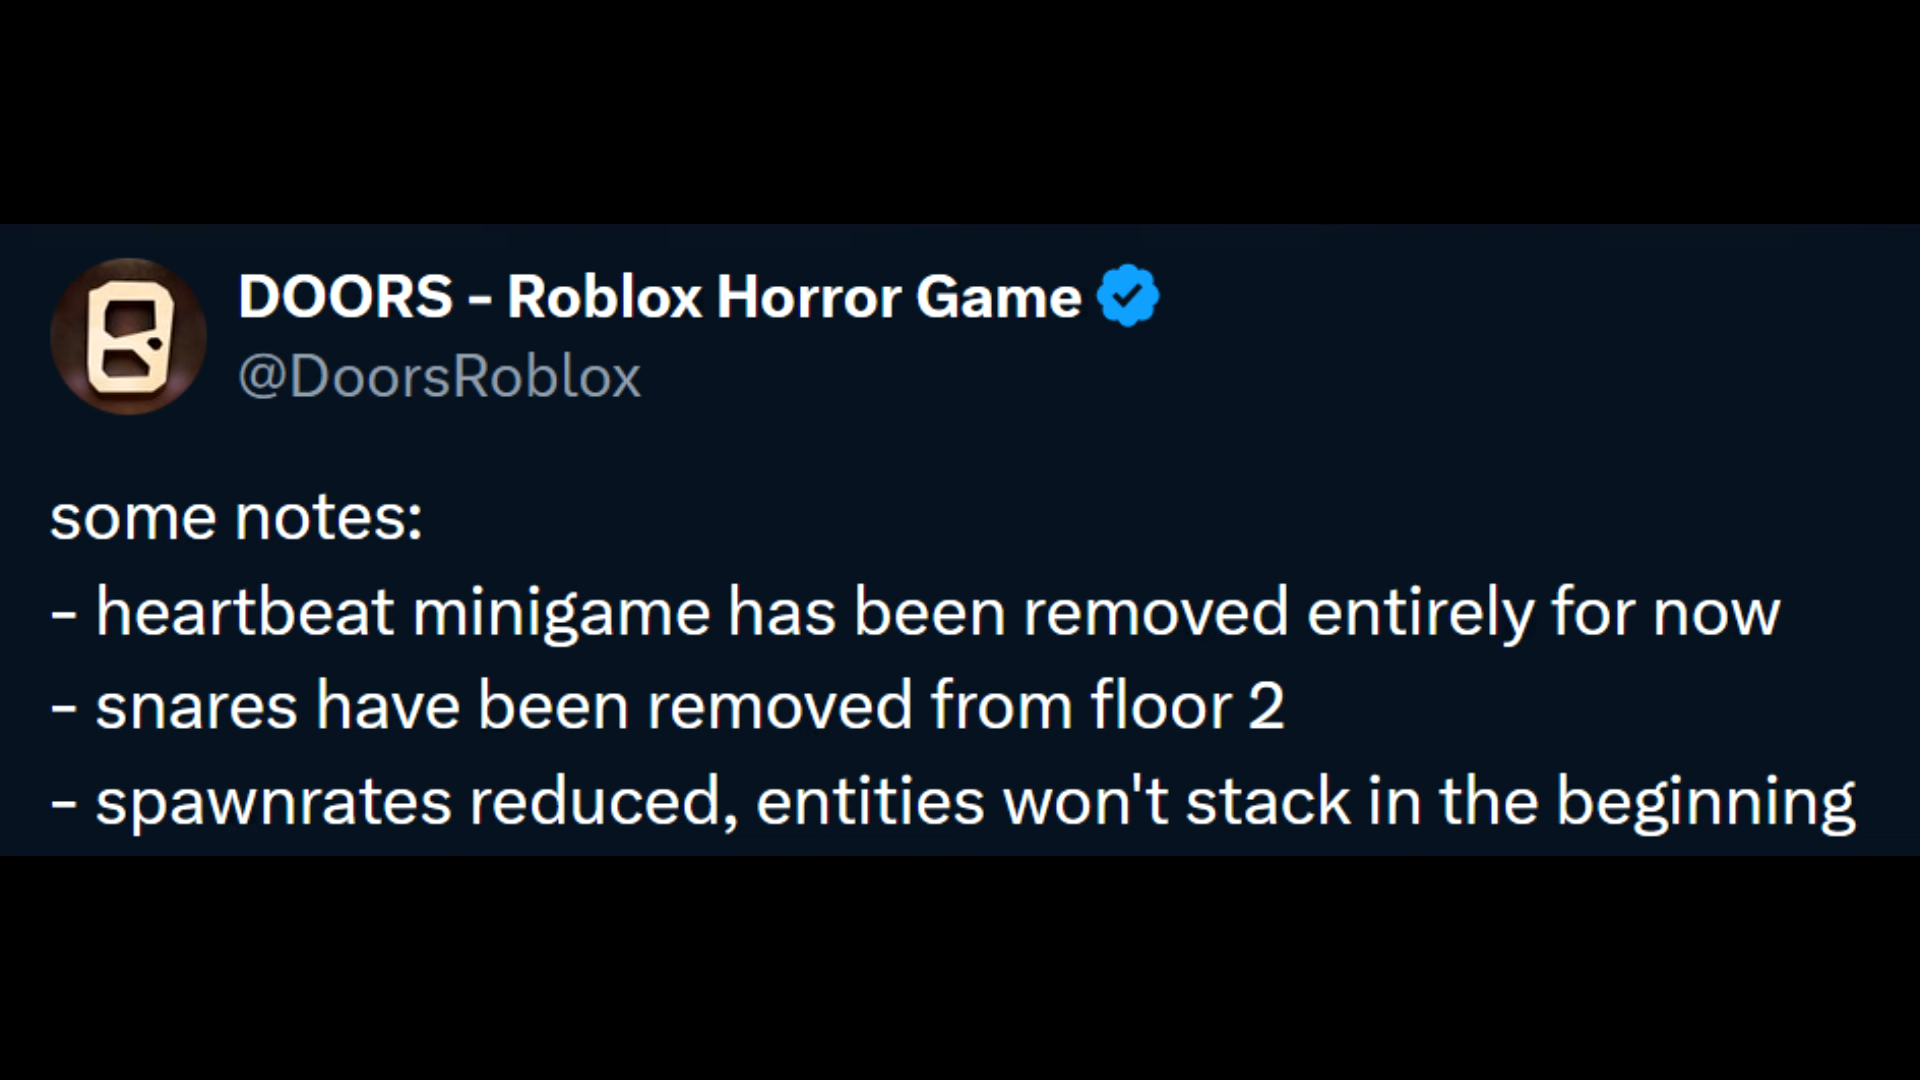 DOORS - Roblox Horror Game
@DoorsRoblox
some notes:
- heartbeat minigame has been removed entirely for now
- snares have been removed from floor 2
- spawnrates reduced, entities won't stack in the beginning